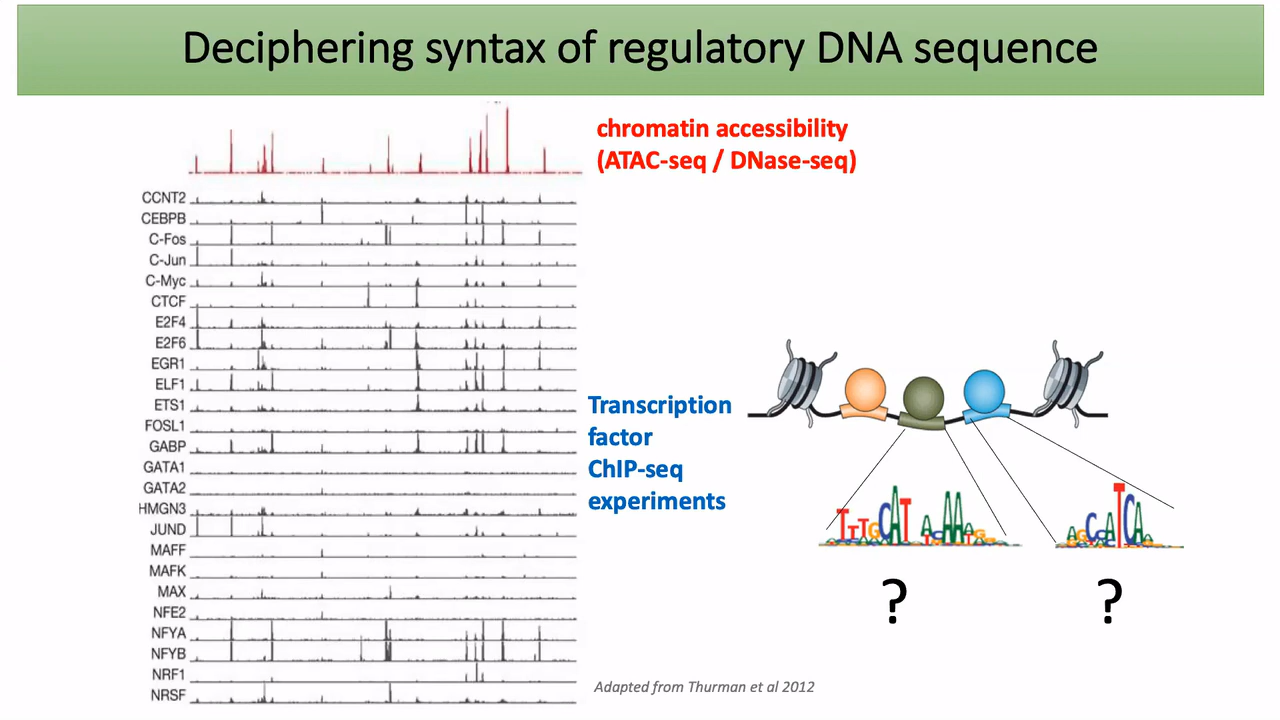 Deciphering syntax of regulatory DNA sequence
chromatin accessibility
(ATAC-seq / DNase-seq)
CCNT2
CEBPB
C-Fos
C-Jun
C-Myc
CTCF
E2F4
E2F6
EGR1
ELF1
ETS1
FOSL1
GABP
GATA1
GATA2
HMGN3
JUND
MAFF
MAFK
MAX
NFE2
NFYA
NFYB
NRF1
NRSF
Transcription
factor
ChIP-seq
experiments
? ?
Adapted from Thurman et al 2012